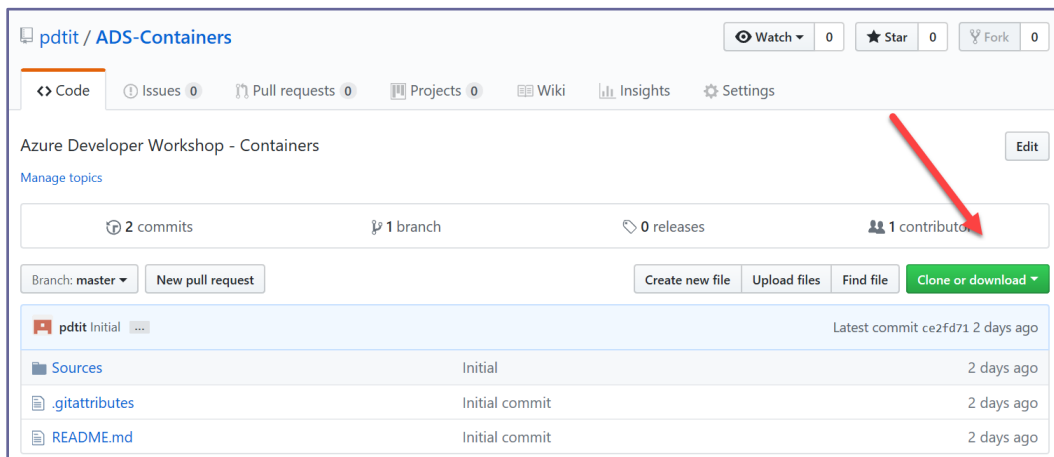 pdtit / ADS-Containers
Watch 0 Star 0 Fork 0
Code Issues 0 Pull requests 0 Projects 0 Wiki Insights Settings
Azure Developer Workshop - Containers Edit
Manage topics
2 commits 1 branch 0 releases 1 contributor
Branch: master New pull request Create new file Upload files Find file Clone or download
pdtit Initial ... Latest commit ce2fd71 2 days ago
Sources Initial 2 days ago
.gitattributes Initial commit 2 days ago
README.md Initial commit 2 days ago